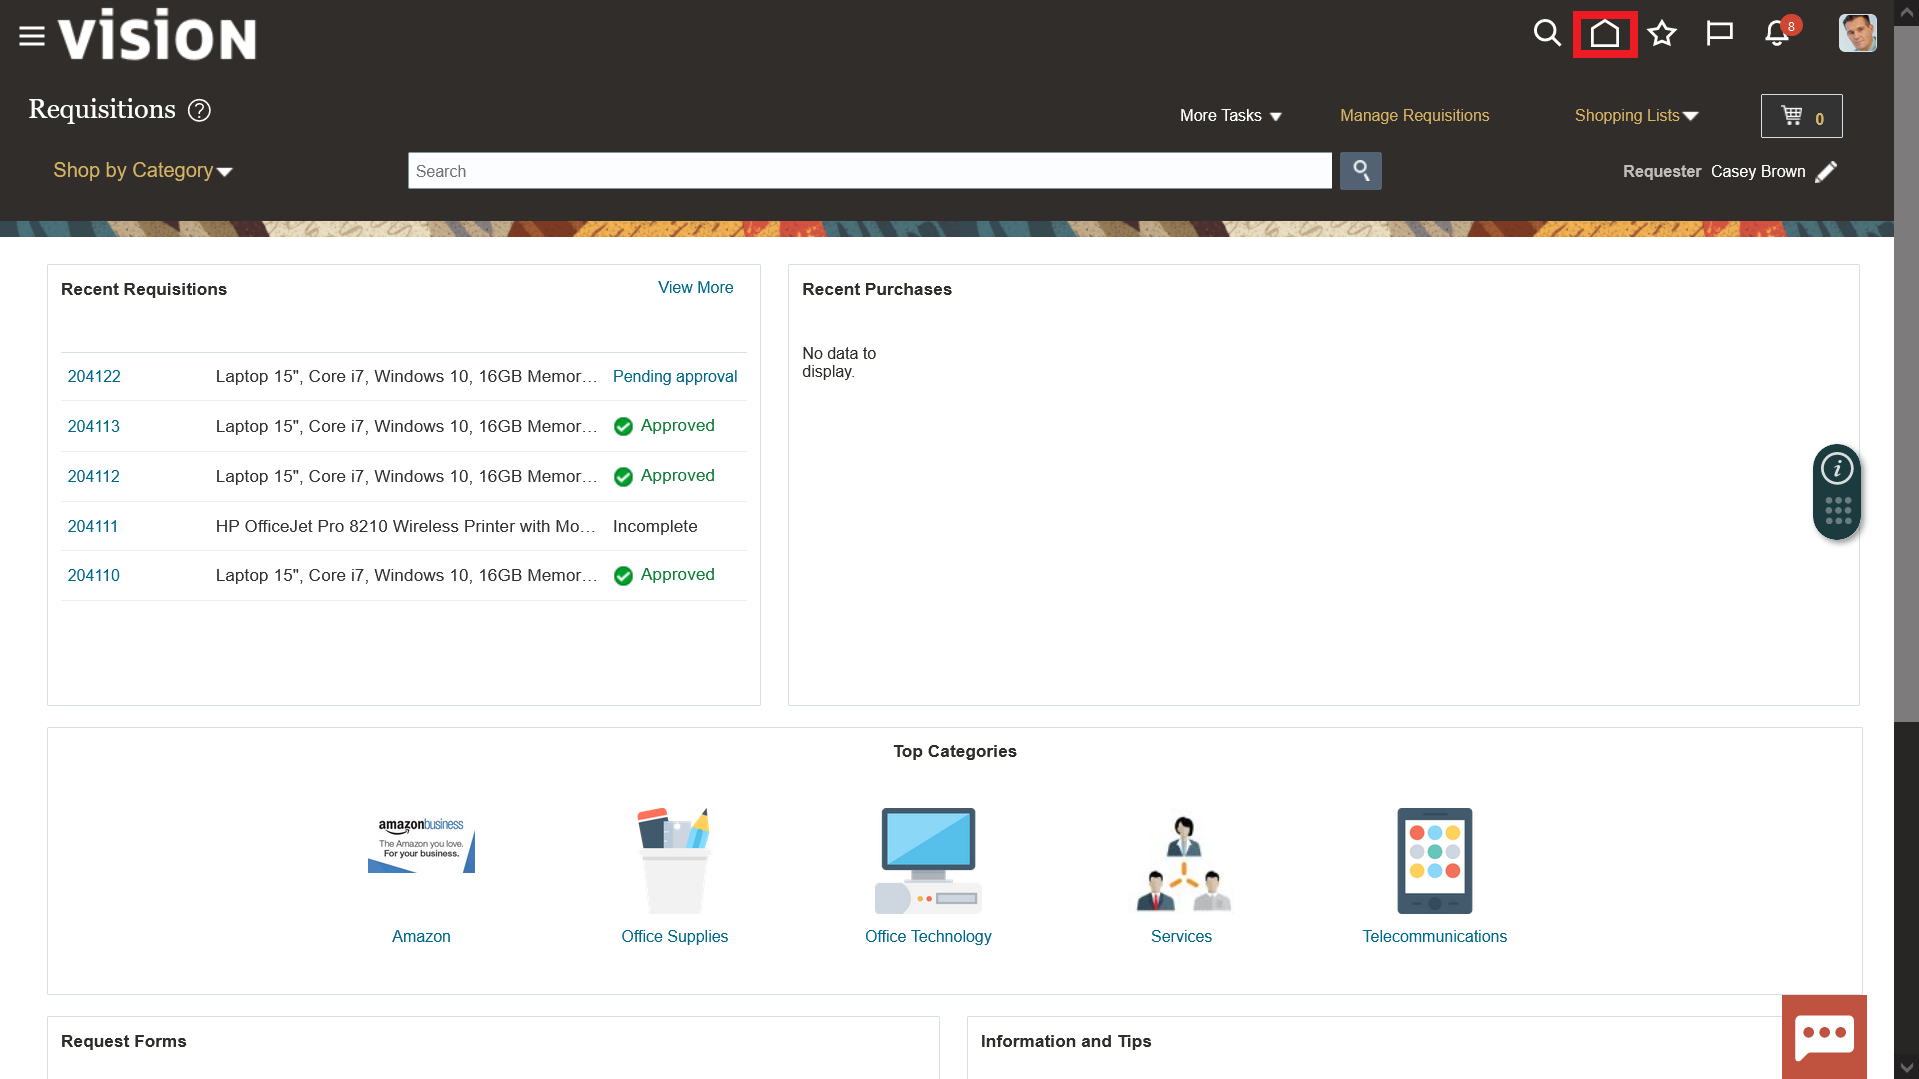 vision
8
Requisitions ?
More Tasks
Manage Requisitions
Shopping Lists
0
Shop by Category
Search
Requester Casey Brown
Recent Requisitions
View More
204122 Laptop 15", Core i7, Windows 10, 16GB Memor... Pending approval
204113 Laptop 15", Core i7, Windows 10, 16GB Memor... Approved
204112 Laptop 15", Core i7, Windows 10, 16GB Memor... Approved
204111 HP OfficeJet Pro 8210 Wireless Printer with Mo... Incomplete
204110 Laptop 15", Core i7, Windows 10, 16GB Memor... Approved
Recent Purchases
No data to
display.
i
Top Categories
amazonbusiness
The Amazon you love.
For your business.
Amazon
Office Supplies
Office Technology
Services
Telecommunications
Request Forms
Information and Tips